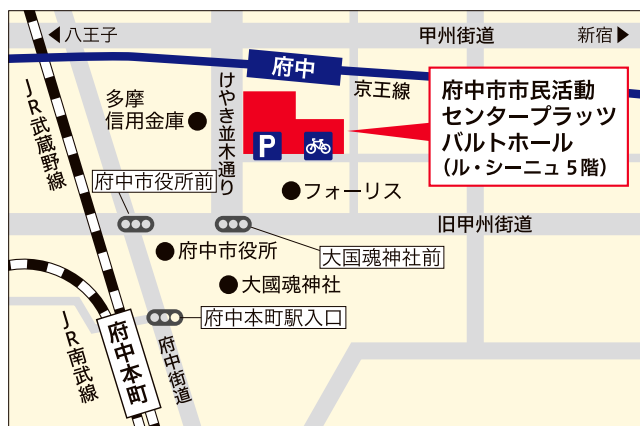 八王子
甲州街道
新宿
府中
京王線
けやき並木通り
多摩
信用金庫
府中市市民活動
センタープラッツ
バルトホール
(ル・シーニュ5階)
P
JR武蔵野線
府中市役所前
フォーリス
旧甲州街道
府中市役所
大国魂神社前
大國魂神社
府中本町駅入口
JR南武線
府中本町
府中街道